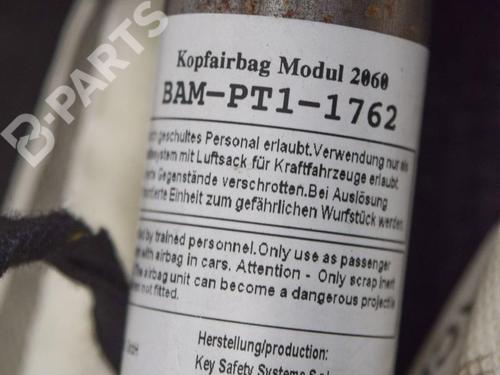 B-PARTS
Kopfairbag Modul 2060
BAM-PT1-1762
geschultes Personal erlaubt.Verwendung nur als
mit Luftsack für Kraftfahrzeuge erlaubt.
Gegenstände verschrotten.Bei Auslösung
Einheit zum gefährlichen Wurfstück werden
by trained personnel.Only use as passenger
with airbag in cars. Attention - Only scrap inert
The airbag unit can become a dangerous projectile
not fitted.
Herstellung/production:
Key Safety Systems